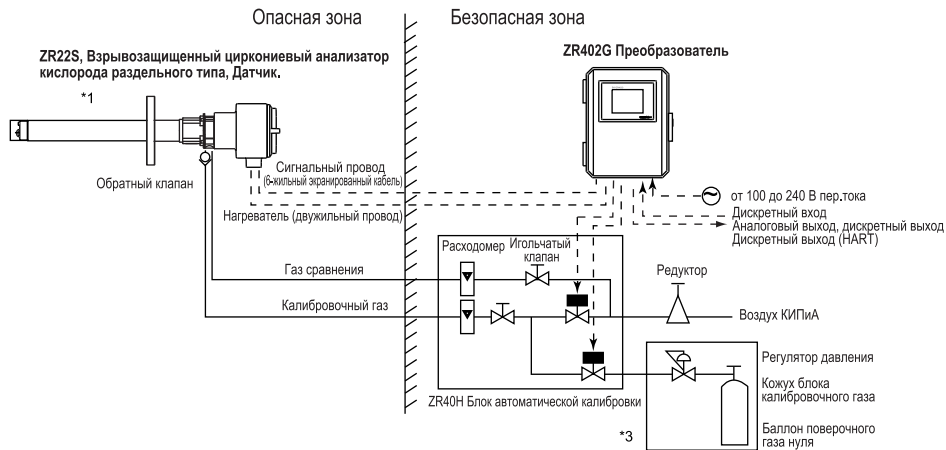 Опасная зона
Безопасная зона
ZR22S, Взрывозащищенный циркониевый анализатор
кислорода раздельного типа, Датчик.
ZR402G Преобразователь
*1
Обратный клапан
Сигнальный провод
(6-жильный экранированный кабель)
Нагреватель (двужильный провод)
от 100 до 240 В пер.тока
Дискретный вход
Аналоговый выход, дискретный выход
Дискретный выход (HART)
Расходомер
Игольчатый
клапан
Газ сравнения
Редуктор
Калибровочный газ
Воздух КИПиА
Регулятор давления
Кожух блока
калибровочного газа
ZR40H Блок автоматической калибровки
*3
Баллон поверочного
газа нуля